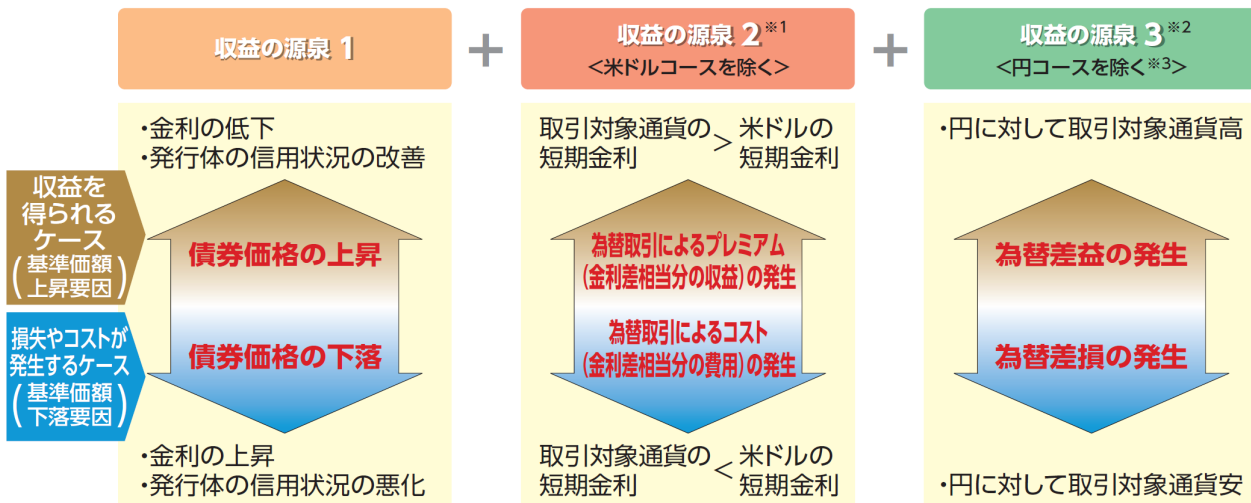 収益の源泉 1
+
収益の源泉 2※1
<米ドルコースを除く>
+
収益の源泉 3※2
<円コースを除く※3>
・金利の低下
・発行体の信用状況の改善
取引対象通貨の短期金利 > 米ドルの短期金利
・円に対して取引対象通貨高
収益を
得られる
ケース
(基準価額
上昇要因)
債券価格の上昇
為替取引によるプレミアム
(金利差相当分の収益)の発生
為替差益の発生
損失やコストが
発生するケース
(基準価額
下落要因)
債券価格の下落
為替取引によるコスト
(金利差相当分の費用)の発生
為替差損の発生
・金利の上昇
・発行体の信用状況の悪化
取引対象通貨の短期金利 < 米ドルの短期金利
・円に対して取引対象通貨安